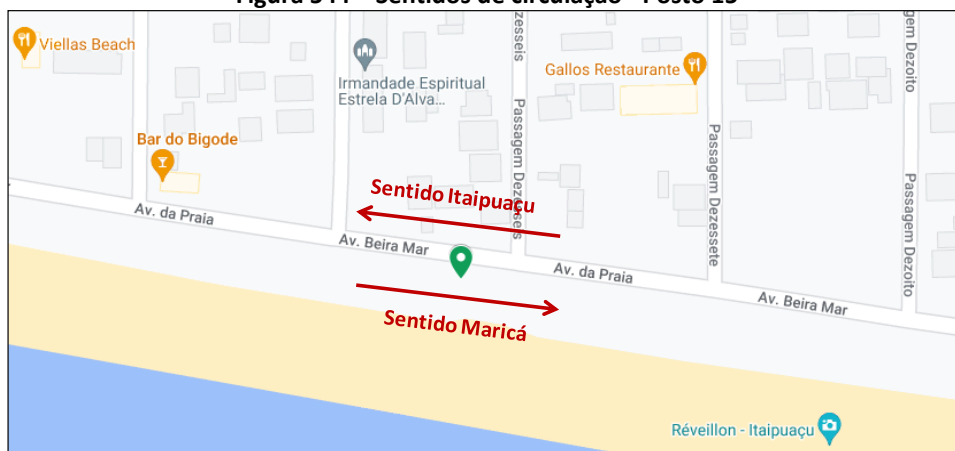 Viellas Beach
Irmandade Espiritual
Estrela D'Alva...
Gallos Restaurante
Bar do Bigode
Passagem Dezesseis
Passagem Dezessete
Passagem Dezoito
Sentido Itaipuaçu
Av. da Praia
Av. Beira Mar
Av. da Praia
Av. Beira Mar
Sentido Maricá
Réveillon - Itaipuaçu